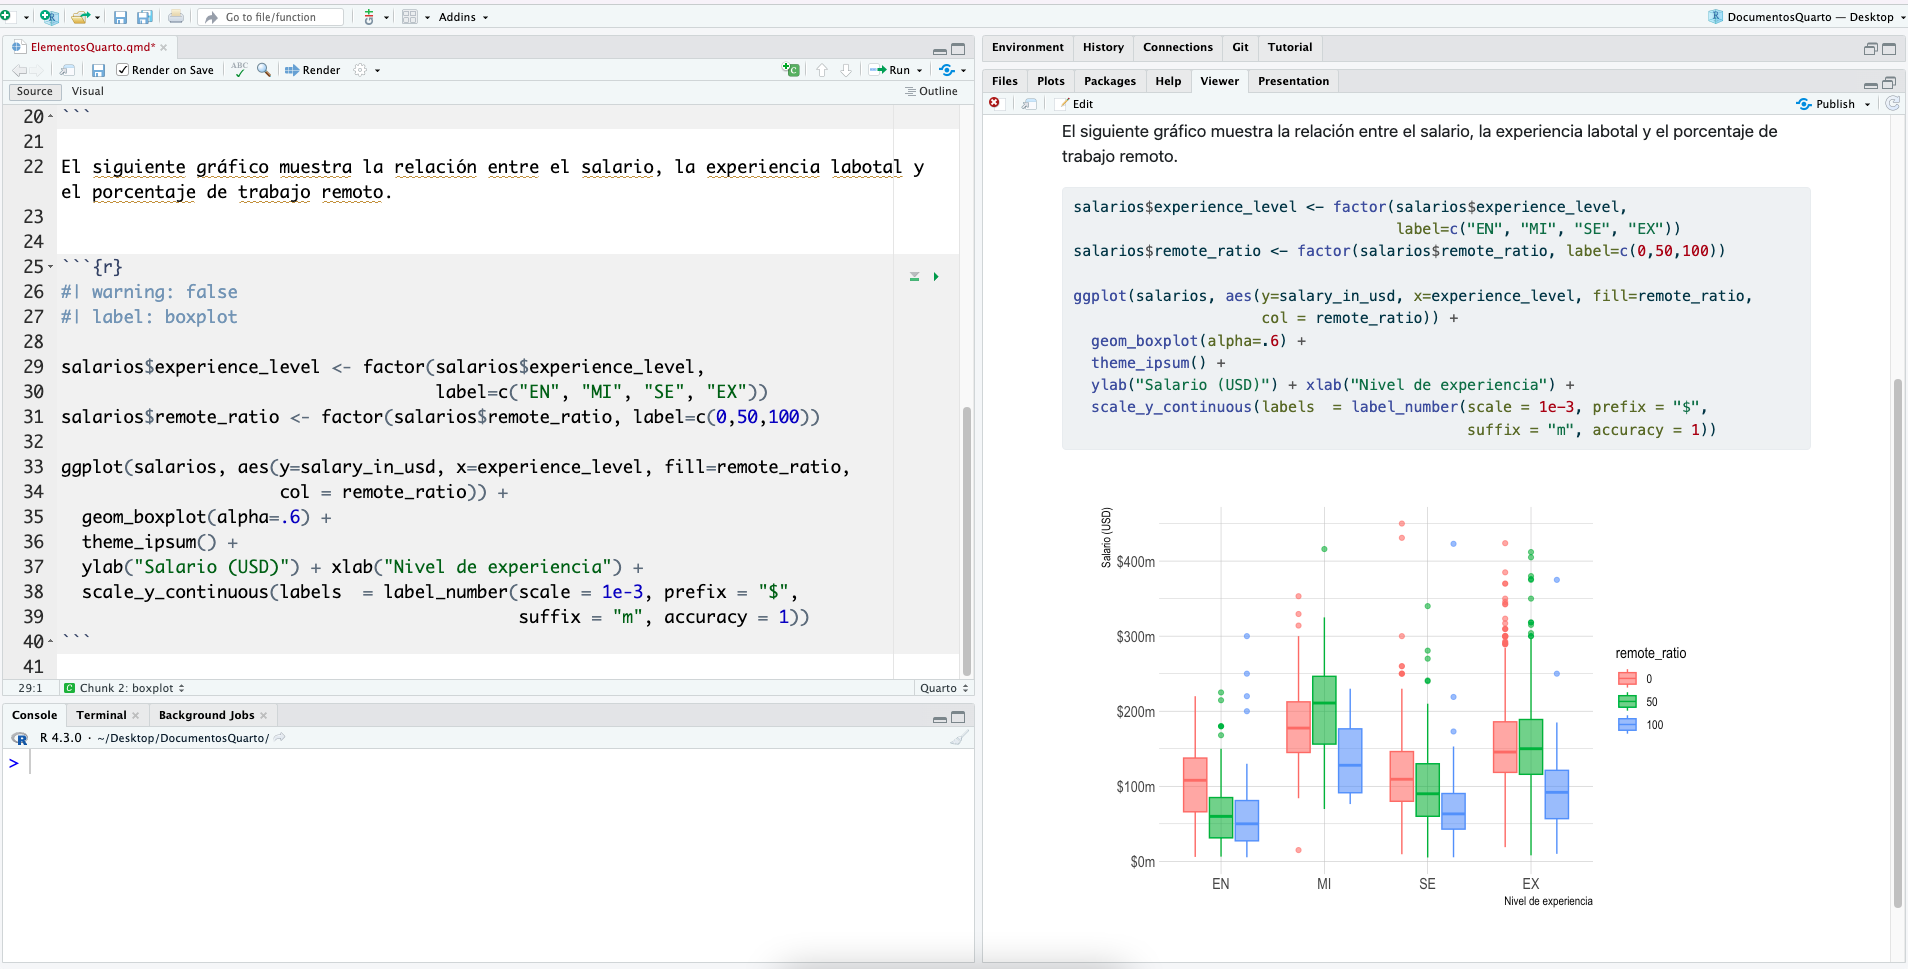 Go to file/function
Addins
DocumentosQuarto — Desktop
ElementosQuarto.qmd*
Render on Save
ABC
Render
Run
Source
Visual
Outline
20 ```
21
22 El siguiente gráfico muestra la relación entre el salario, la experiencia labotal y
el porcentaje de trabajo remoto.
23
24
25 ```{r}
26 #| warning: false
27 #| label: boxplot
28
29 salarios$experience_level <- factor(salarios$experience_level,
30 label=c("EN", "MI", "SE", "EX"))
31 salarios$remote_ratio <- factor(salarios$remote_ratio, label=c(0,50,100))
32
33 ggplot(salarios, aes(y=salary_in_usd, x=experience_level, fill=remote_ratio,
34 col = remote_ratio)) +
35 geom_boxplot(alpha=.6) +
36 theme_ipsum() +
37 ylab("Salario (USD)") + xlab("Nivel de experiencia") +
38 scale_y_continuous(labels  = label_number(scale = 1e-3, prefix = "$",
39 suffix = "m", accuracy = 1))
40 ```
41
29:1
C Chunk 2: boxplot
Quarto
Console
Terminal
Background Jobs
R R 4.3.0 · ~/Desktop/DocumentosQuarto/
>
Environment
History
Connections
Git
Tutorial
Files
Plots
Packages
Help
Viewer
Presentation
Edit
Publish
El siguiente gráfico muestra la relación entre el salario, la experiencia labotal y el porcentaje de
trabajo remoto.
salarios$experience_level <- factor(salarios$experience_level,
label=c("EN", "MI", "SE", "EX"))
salarios$remote_ratio <- factor(salarios$remote_ratio, label=c(0,50,100))
ggplot(salarios, aes(y=salary_in_usd, x=experience_level, fill=remote_ratio,
col = remote_ratio)) +
geom_boxplot(alpha=.6) +
theme_ipsum() +
ylab("Salario (USD)") + xlab("Nivel de experiencia") +
scale_y_continuous(labels  = label_number(scale = 1e-3, prefix = "$",
suffix = "m", accuracy = 1))
Salario (USD)
$400m
$300m
$200m
$100m
$0m
EN
MI
SE
EX
Nivel de experiencia
remote_ratio
0
50
100